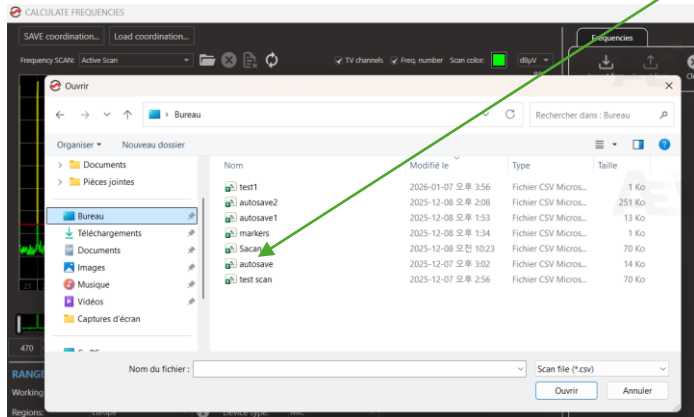 CALCULATE FREQUENCIES
SAVE coordination... Load coordination...
Frequencies
Frequency SCAN: Active Scan TV channels Freq. number Scan color: dBµV
Ouvrir
Bureau Rechercher dans : Bureau
Organiser Nouveau dossier
Documents
Pièces jointes
Bureau
Téléchargements
Documents
Images
Musique
Vidéos
Captures d'écran
Nom Modifié le Type Taille
test1 2026-01-07 오후 3:56 Fichier CSV Micros... 1 Ko
autosave2 2025-12-08 오후 2:08 Fichier CSV Micros... 251 Ko
autosave1 2025-12-08 오후 1:53 Fichier CSV Micros... 13 Ko
markers 2025-12-08 오후 1:34 Fichier CSV Micros... 1 Ko
Sacan 2025-12-08 오전 10:23 Fichier CSV Micros... 70 Ko
autosave 2025-12-07 오후 3:02 Fichier CSV Micros... 14 Ko
test scan 2025-12-07 오후 2:56 Fichier CSV Micros... 70 Ko
21
470
Nom du fichier : Scan file (*.csv)
Ouvrir Annuler
RANGE
Working
Regions: Europe Device type: Mic.